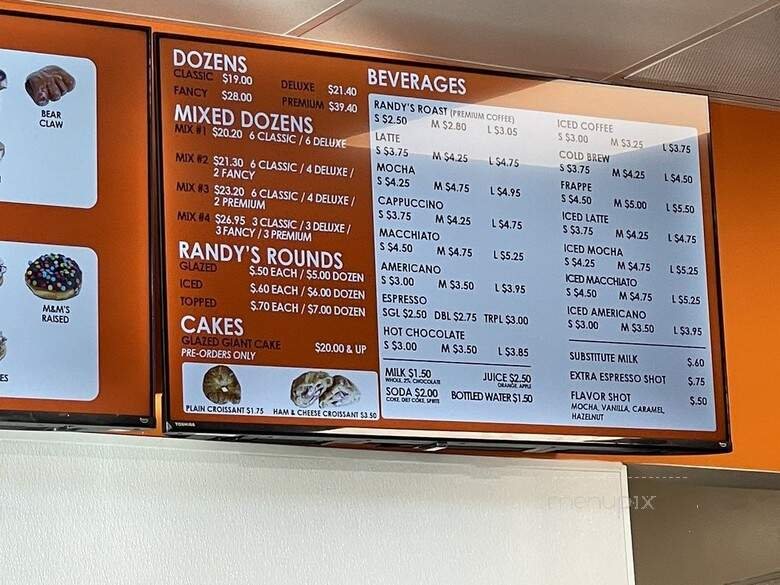 BEAR
CLAW
M&M'S
RAISED
ES
DOZENS
CLASSIC $19.00 DELUXE $21.40
FANCY $28.00 PREMIUM $39.40
MIXED DOZENS
MIX #1 $20.20 6 CLASSIC / 6 DELUXE
MIX #2 $21.30 6 CLASSIC / 4 DELUXE /
2 FANCY
MIX #3 $23.20 6 CLASSIC / 4 DELUXE /
2 PREMIUM
MIX #4 $26.95 3 CLASSIC / 3 DELUXE /
3 FANCY / 3 PREMIUM
RANDY'S ROUNDS
GLAZED $.50 EACH / $5.00 DOZEN
ICED $.60 EACH / $6.00 DOZEN
TOPPED $.70 EACH / $7.00 DOZEN
CAKES
GLAZED GIANT CAKE $20.00 & UP
PRE-ORDERS ONLY
PLAIN CROISSANT $1.75 HAM & CHEESE CROISSANT $3.50
BEVERAGES
RANDY'S ROAST (PREMIUM COFFEE)
S $2.50 M $2.80 L $3.05
LATTE
S $3.75 M $4.25 L $4.75
MOCHA
S $4.25 M $4.75 L $4.95
CAPPUCCINO
S $3.75 M $4.25 L $4.75
MACCHIATO
S $4.50 M $4.75 L $5.25
AMERICANO
S $3.00 M $3.50 L $3.95
ESPRESSO
SGL $2.50 DBL $2.75 TRPL $3.00
HOT CHOCOLATE
S $3.00 M $3.50 L $3.85
MILK $1.50 JUICE $2.50
WHOLE, 2%, CHOCOLATE ORANGE, APPLE
SODA $2.00 BOTTLED WATER $1.50
COKE, DIET COKE, SPRITE
ICED COFFEE
S $3.00 M $3.25 L $3.75
COLD BREW
S $3.75 M $4.25 L $4.50
FRAPPE
S $4.50 M $5.00 L $5.50
ICED LATTE
S $3.75 M $4.25 L $4.75
ICED MOCHA
S $4.25 M $4.75 L $5.25
ICED MACCHIATO
S $4.50 M $4.75 L $5.25
ICED AMERICANO
S $3.00 M $3.50 L $3.95
SUBSTITUTE MILK $.60
EXTRA ESPRESSO SHOT $.75
FLAVOR SHOT $.50
MOCHA, VANILLA, CARAMEL,
HAZELNUT
TOSHIBA
menupix